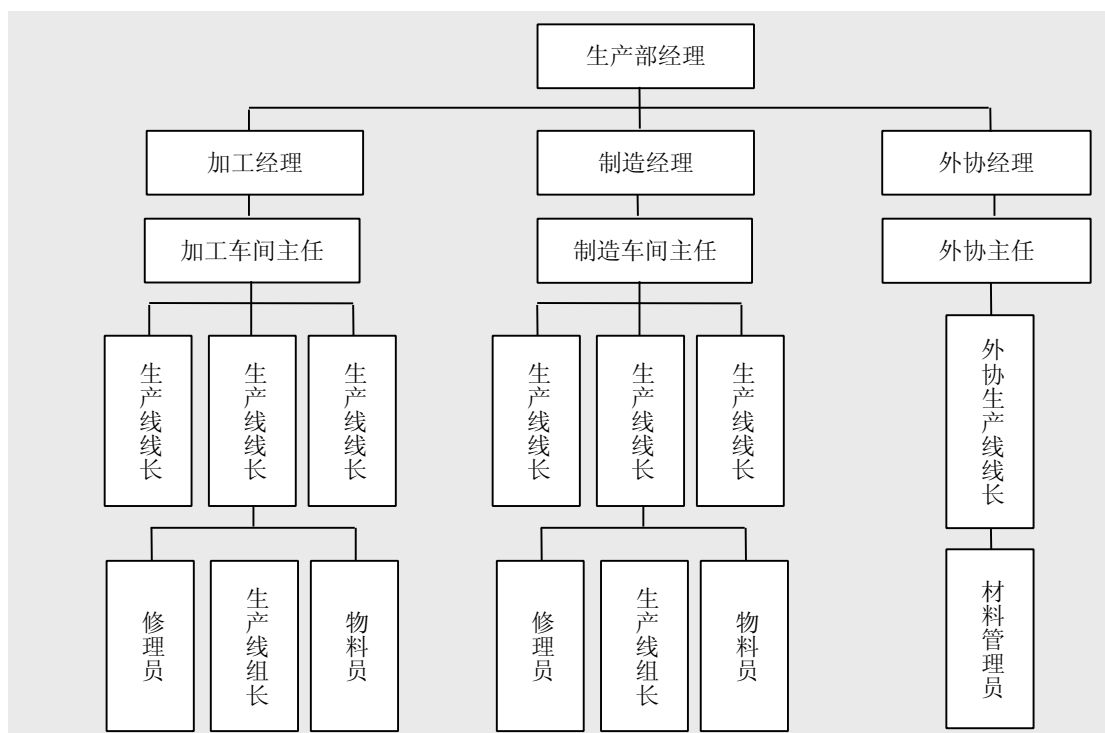 生产部经理
加工经理
制造经理
外协经理
加工车间主任
制造车间主任
外协主任
生产线线长
生产线线长
生产线线长
生产线线长
生产线线长
生产线线长
外协生产线线长
修理员
生产线组长
物料员
修理员
生产线组长
物料员
材料管理员